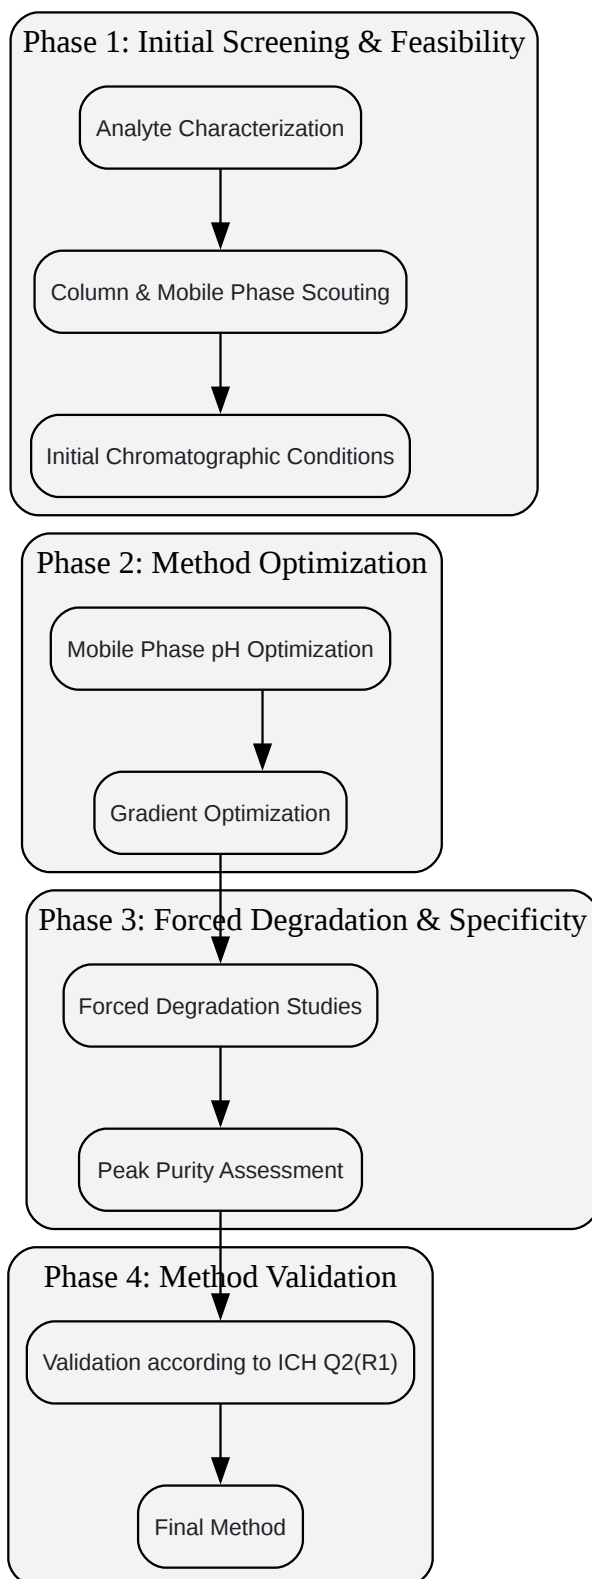 Phase 1: Initial Screening & Feasibility
Analyte Characterization
Column & Mobile Phase Scouting
Initial Chromatographic Conditions
Phase 2: Method Optimization
Mobile Phase pH Optimization
Gradient Optimization
Phase 3: Forced Degradation & Specificity
Forced Degradation Studies
Peak Purity Assessment
Phase 4: Method Validation
Validation according to ICH Q2(R1)
Final Method